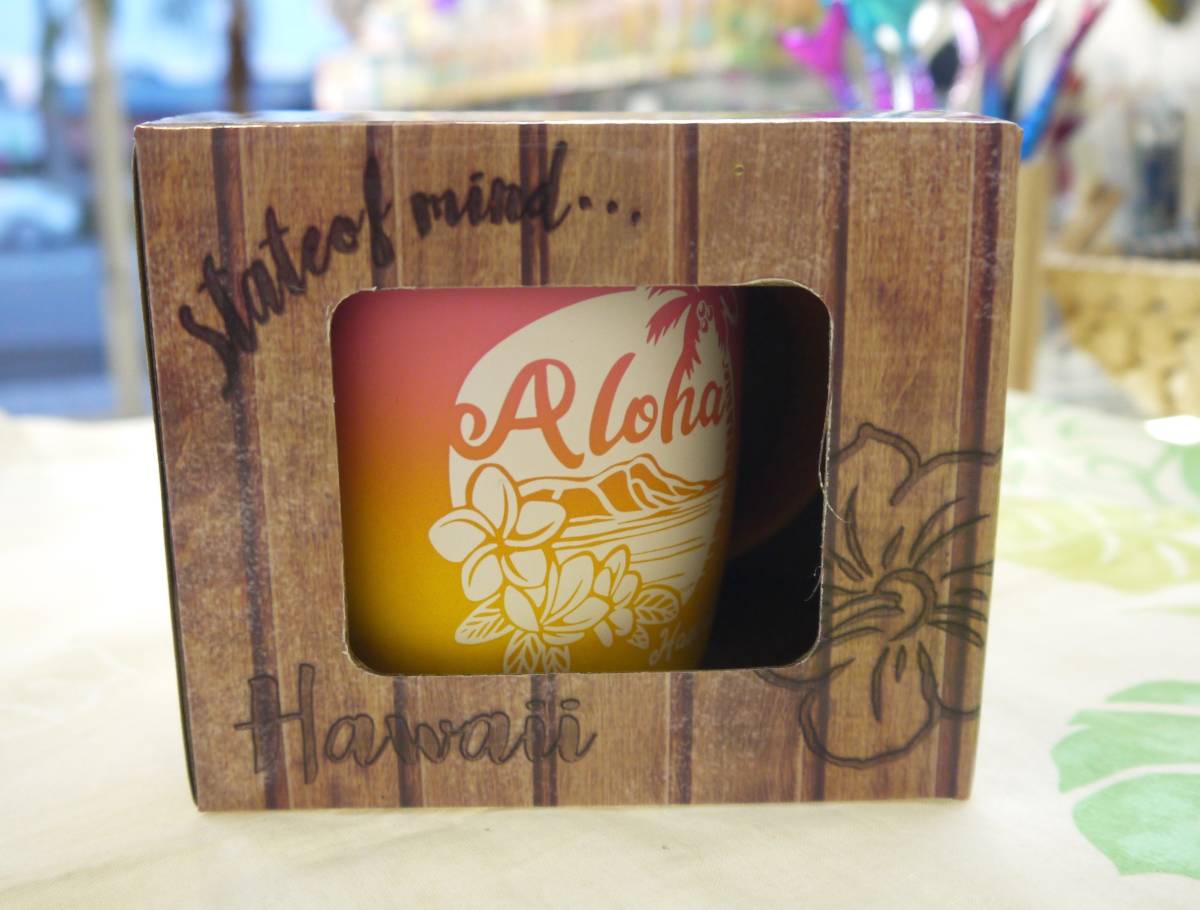 state of mind...
Aloha
Hawaii